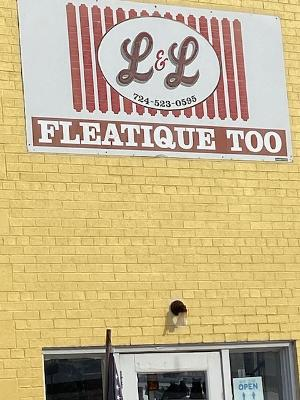 L & L
724-523-0595
FLEATIQUE TOO
OPEN